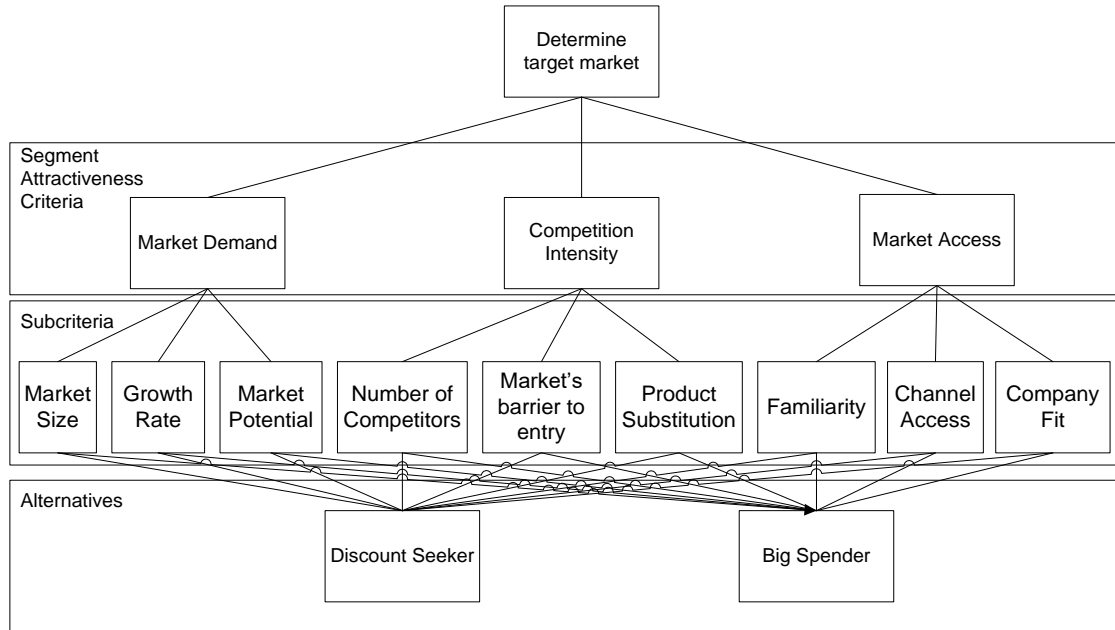 Determine
target market
Segment
Attractiveness
Criteria
Market Demand
Competition
Intensity
Market Access
Subcriteria
Market
Size
Growth
Rate
Market
Potential
Number of
Competitors
Market's
barrier to
entry
Product
Substitution
Familiarity
Channel
Access
Company
Fit
Alternatives
Discount Seeker
Big Spender